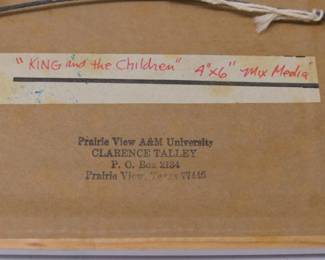 "KING and the Children" 4"x6" Mix Media
Prairie View A&M University
CLARENCE TALLEY
P. O. Box 2134
Prairie View, Texas 77446